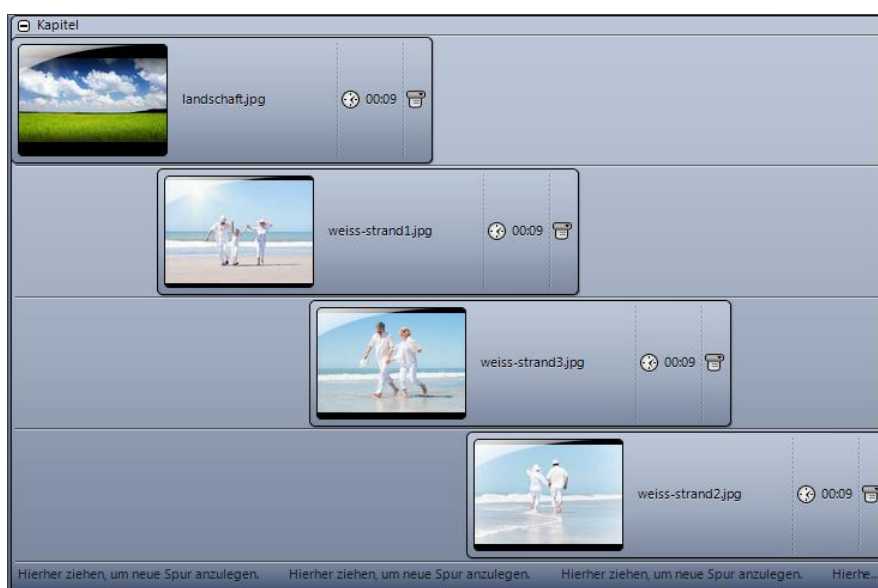 Kapitel
landschaft.jpg 00:09
weiss-strand1.jpg 00:09
weiss-strand3.jpg 00:09
weiss-strand2.jpg 00:09
Hierher ziehen, um neue Spur anzulegen. Hierher ziehen, um neue Spur anzulegen. Hierher ziehen, um neue Spur anzulegen. Hierhe...